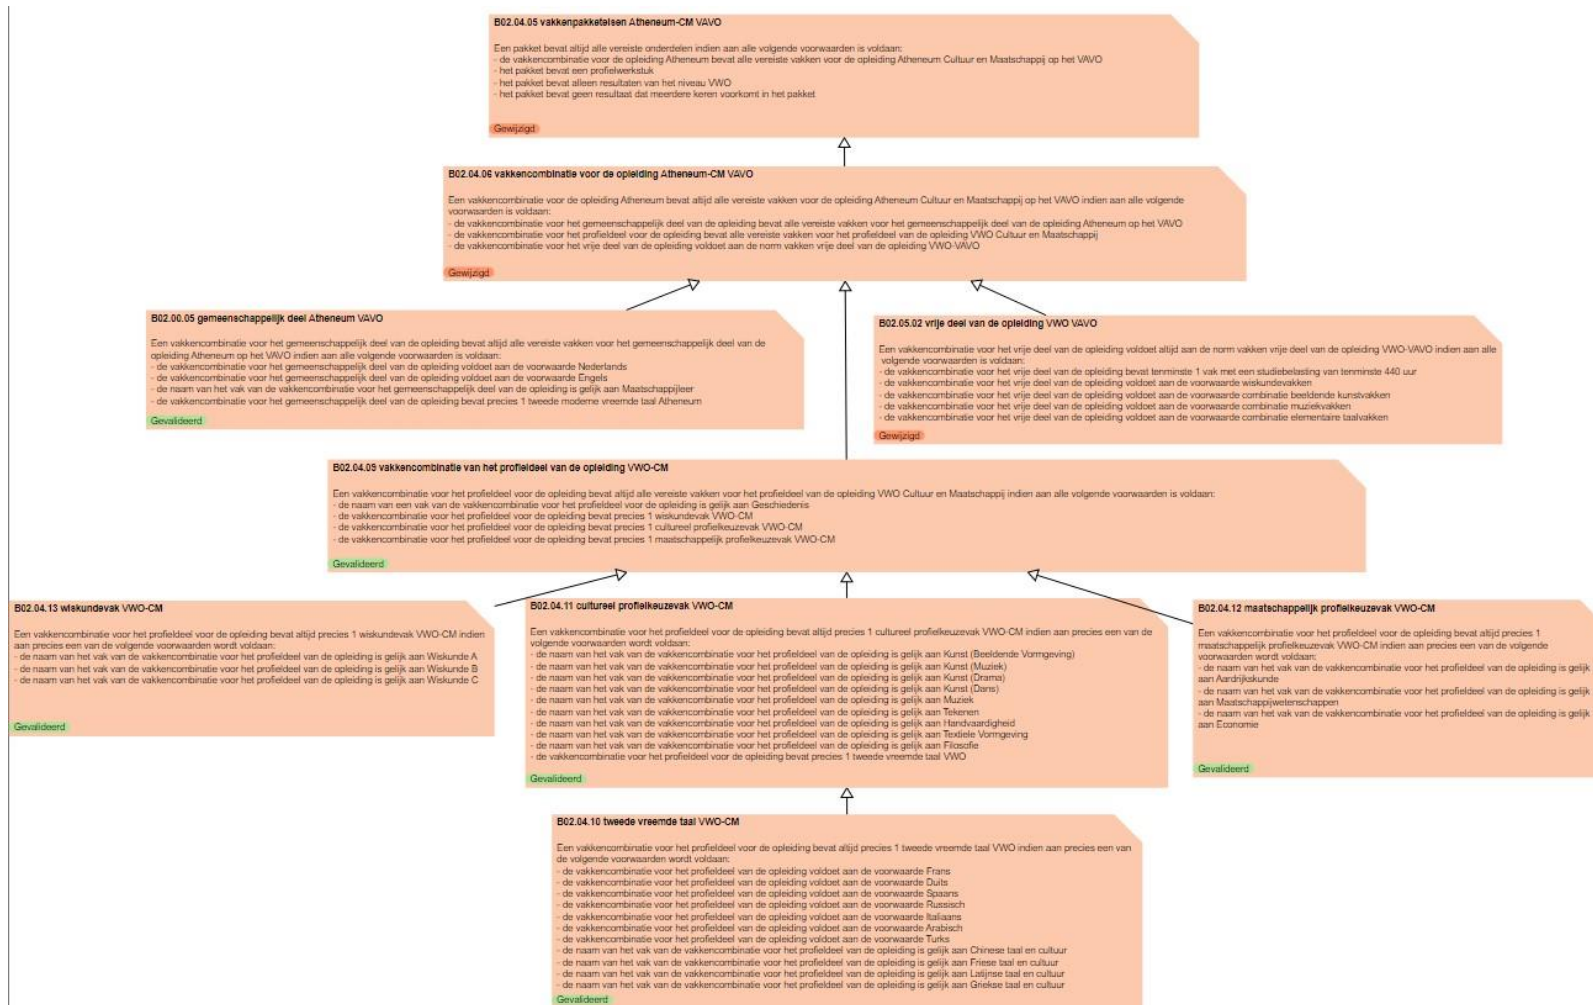 B02.04.05 vakkenpakketeisen Atheneum-CM VAVO
Een pakket bevat altijd alle vereiste onderdelen indien aan alle volgende voorwaarden is voldaan:
- de vakkencombinatie voor de opleiding Atheneum bevat alle vereiste vakken voor de opleiding Atheneum Cultuur en Maatschappij op het VAVO
- het pakket bevat een profielwerkstuk
- het pakket bevat alleen resultaten van het niveau VWO
- het pakket bevat geen resultaat dat meerdere keren voorkomt in het pakket
Gewijzigd
B02.04.06 vakkencombinatie voor de opleiding Atheneum-CM VAVO
Een vakkencombinatie voor de opleiding Atheneum bevat altijd alle vereiste vakken voor de opleiding Atheneum Cultuur en Maatschappij op het VAVO indien aan alle volgende
voorwaarden is voldaan:
- de vakkencombinatie voor het gemeenschappelijk deel van de opleiding bevat alle vereiste vakken voor het gemeenschappelijk deel van de opleiding Atheneum op het VAVO
- de vakkencombinatie voor het profieldeel voor de opleiding bevat alle vereiste vakken voor het profieldeel van de opleiding VWO Cultuur en Maatschappij
- de vakkencombinatie voor het vrije deel van de opleiding voldoet aan de norm vakken vrije deel van de opleiding VWO-VAVO
Gewijzigd
B02.00.05 gemeenschappelijk deel Atheneum VAVO
Een vakkencombinatie voor het gemeenschappelijk deel van de opleiding bevat altijd alle vereiste vakken voor het gemeenschappelijk deel van de
opleiding Atheneum op het VAVO indien aan alle volgende voorwaarden is voldaan:
- de vakkencombinatie voor het gemeenschappelijk deel van de opleiding voldoet aan de voorwaarde Nederlands
- de vakkencombinatie voor het gemeenschappelijk deel van de opleiding voldoet aan de voorwaarde Engels
- de naam van het vak van de vakkencombinatie voor het gemeenschappelijk deel van de opleiding is gelijk aan Maatschappijleer
- de vakkencombinatie voor het gemeenschappelijk deel van de opleiding bevat precies 1 tweede moderne vreemde taal Atheneum
Gevalideerd
B02.05.02 vrije deel van de opleiding VWO VAVO
Een vakkencombinatie voor het vrije deel van de opleiding voldoet altijd aan de norm vakken vrije deel van de opleiding VWO-VAVO indien aan alle
volgende voorwaarden is voldaan:
- de vakkencombinatie voor het vrije deel van de opleiding bevat tenminste 1 vak met een studiebelasting van tenminste 440 uur
- de vakkencombinatie voor het vrije deel van de opleiding voldoet aan de voorwaarde wiskundevakken
- de vakkencombinatie voor het vrije deel van de opleiding voldoet aan de voorwaarde combinatie beeldende kunstvakken
- de vakkencombinatie voor het vrije deel van de opleiding voldoet aan de voorwaarde combinatie muziekvakken
- de vakkencombinatie voor het vrije deel van de opleiding voldoet aan de voorwaarde combinatie elementaire taalvakken
Gewijzigd
B02.04.09 vakkencombinatie van het profieldeel van de opleiding VWO-CM
Een vakkencombinatie voor het profieldeel voor de opleiding bevat altijd alle vereiste vakken voor het profieldeel van de opleiding VWO Cultuur en Maatschappij indien aan alle volgende voorwaarden is voldaan:
- de naam van een vak van de vakkencombinatie voor het profieldeel voor de opleiding is gelijk aan Geschiedenis
- de vakkencombinatie voor het profieldeel voor de opleiding bevat precies 1 wiskundevak VWO-CM
- de vakkencombinatie voor het profieldeel voor de opleiding bevat precies 1 cultureel profielkeuzevak VWO-CM
- de vakkencombinatie voor het profieldeel voor de opleiding bevat precies 1 maatschappelijk profielkeuzevak VWO-CM
Gevalideerd
B02.04.13 wiskundevak VWO-CM
Een vakkencombinatie voor het profieldeel voor de opleiding bevat altijd precies 1 wiskundevak VWO-CM indien
aan precies een van de volgende voorwaarden wordt voldaan:
- de naam van het vak van de vakkencombinatie voor het profieldeel van de opleiding is gelijk aan Wiskunde A
- de naam van het vak van de vakkencombinatie voor het profieldeel van de opleiding is gelijk aan Wiskunde B
- de naam van het vak van de vakkencombinatie voor het profieldeel van de opleiding is gelijk aan Wiskunde C
Gevalideerd
B02.04.11 cultureel profielkeuzevak VWO-CM
Een vakkencombinatie voor het profieldeel voor de opleiding bevat altijd precies 1 cultureel profielkeuzevak VWO-CM indien aan precies een van de
volgende voorwaarden wordt voldaan:
- de naam van het vak van de vakkencombinatie voor het profieldeel van de opleiding is gelijk aan Kunst (Beeldende Vormgeving)
- de naam van het vak van de vakkencombinatie voor het profieldeel van de opleiding is gelijk aan Kunst (Muziek)
- de naam van het vak van de vakkencombinatie voor het profieldeel van de opleiding is gelijk aan Kunst (Drama)
- de naam van het vak van de vakkencombinatie voor het profieldeel van de opleiding is gelijk aan Kunst (Dans)
- de naam van het vak van de vakkencombinatie voor het profieldeel van de opleiding is gelijk aan Muziek
- de naam van het vak van de vakkencombinatie voor het profieldeel van de opleiding is gelijk aan Tekenen
- de naam van het vak van de vakkencombinatie voor het profieldeel van de opleiding is gelijk aan Handvaardigheid
- de naam van het vak van de vakkencombinatie voor het profieldeel van de opleiding is gelijk aan Textiele Vormgeving
- de naam van het vak van de vakkencombinatie voor het profieldeel van de opleiding is gelijk aan Filosofie
- de vakkencombinatie voor het profieldeel voor de opleiding bevat precies 1 tweede vreemde taal VWO
Gevalideerd
B02.04.12 maatschappelijk profielkeuzevak VWO-CM
Een vakkencombinatie voor het profieldeel voor de opleiding bevat altijd precies 1
maatschappelijk profielkeuzevak VWO-CM indien aan precies een van de volgende
voorwaarden wordt voldaan:
- de naam van het vak van de vakkencombinatie voor het profieldeel van de opleiding is gelijk
aan Aardrijkskunde
- de naam van het vak van de vakkencombinatie voor het profieldeel van de opleiding is gelijk
aan Maatschappijwetenschappen
- de naam van het vak van de vakkencombinatie voor het profieldeel van de opleiding is gelijk
aan Economie
Gevalideerd
B02.04.10 tweede vreemde taal VWO-CM
Een vakkencombinatie voor het profieldeel voor de opleiding bevat altijd precies 1 tweede vreemde taal VWO indien aan precies een van
de volgende voorwaarden wordt voldaan:
- de vakkencombinatie voor het profieldeel van de opleiding voldoet aan de voorwaarde Frans
- de vakkencombinatie voor het profieldeel van de opleiding voldoet aan de voorwaarde Duits
- de vakkencombinatie voor het profieldeel van de opleiding voldoet aan de voorwaarde Spaans
- de vakkencombinatie voor het profieldeel van de opleiding voldoet aan de voorwaarde Russisch
- de vakkencombinatie voor het profieldeel van de opleiding voldoet aan de voorwaarde Italiaans
- de vakkencombinatie voor het profieldeel van de opleiding voldoet aan de voorwaarde Arabisch
- de vakkencombinatie voor het profieldeel van de opleiding voldoet aan de voorwaarde Turks
- de naam van het vak van de vakkencombinatie voor het profieldeel van de opleiding is gelijk aan Chinese taal en cultuur
- de naam van het vak van de vakkencombinatie voor het profieldeel van de opleiding is gelijk aan Friese taal en cultuur
- de naam van het vak van de vakkencombinatie voor het profieldeel van de opleiding is gelijk aan Latijnse taal en cultuur
- de naam van het vak van de vakkencombinatie voor het profieldeel van de opleiding is gelijk aan Griekse taal en cultuur
Gevalideerd